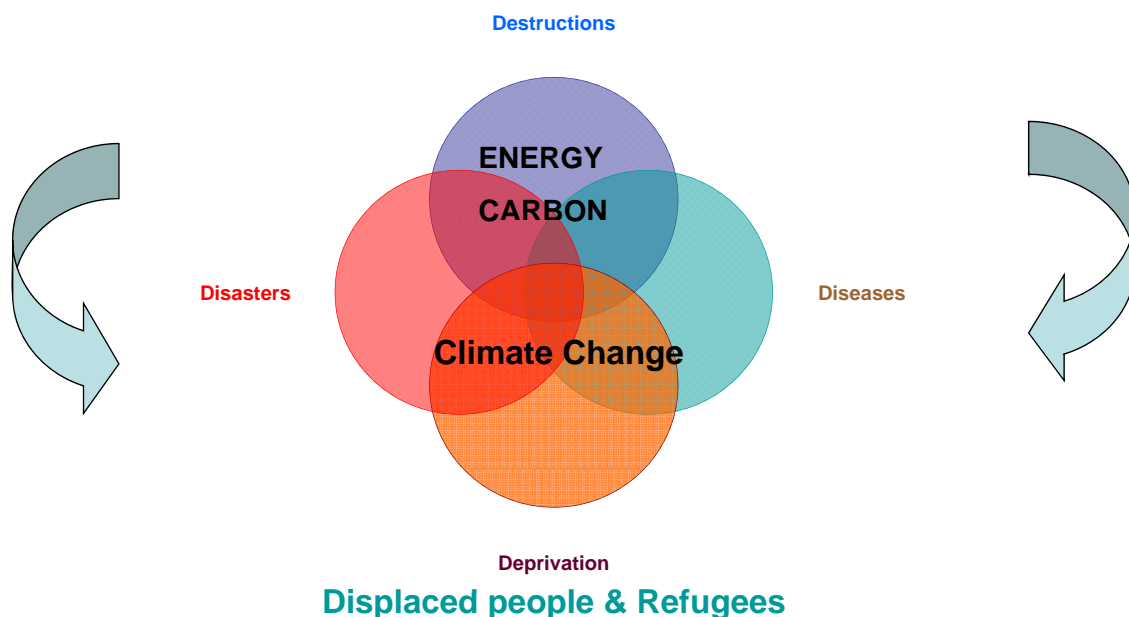 Destructions
ENERGY
CARBON
Disasters
Diseases
Climate Change
Deprivation
Displaced people & Refugees